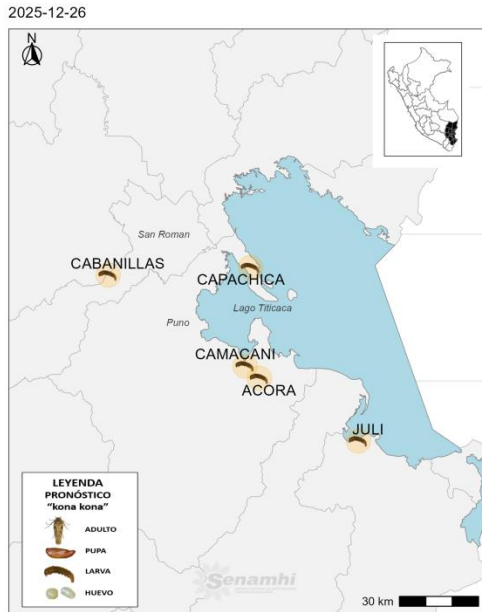 2025-12-26
N
San Roman
CABANILLAS
CAPACHICA
Lago Titicaca
Puno
CAMACANI
ACORA
JULI
LEYENDA
PRONÓSTICO
"kona kona"
ADULTO
PUPA
LARVA
HUEVO
Senamhi
30 km